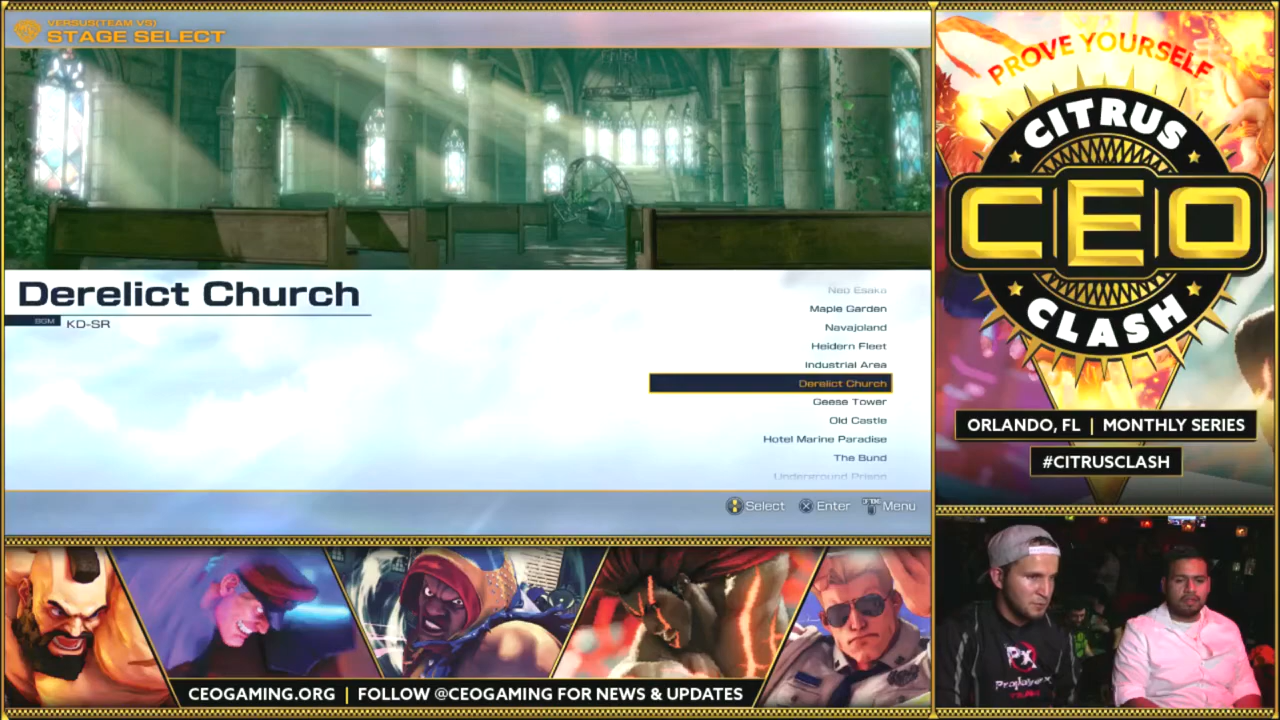 VERSUS(TEAM VS)
STAGE SELECT
Derelict Church
BGM KD-SR
Neo Esaka
Maple Garden
Navajoland
Heidern Fleet
Industrial Area
Derelict Church
Geese Tower
Old Castle
Hotel Marine Paradise
The Bund
Underground Prison
Select Enter Menu
PROVE YOURSELF
CITRUS
CEO
CLASH
ORLANDO, FL | MONTHLY SERIES
#CITRUSCLASH
CEOGAMING.ORG | FOLLOW @CEOGAMING FOR NEWS & UPDATES